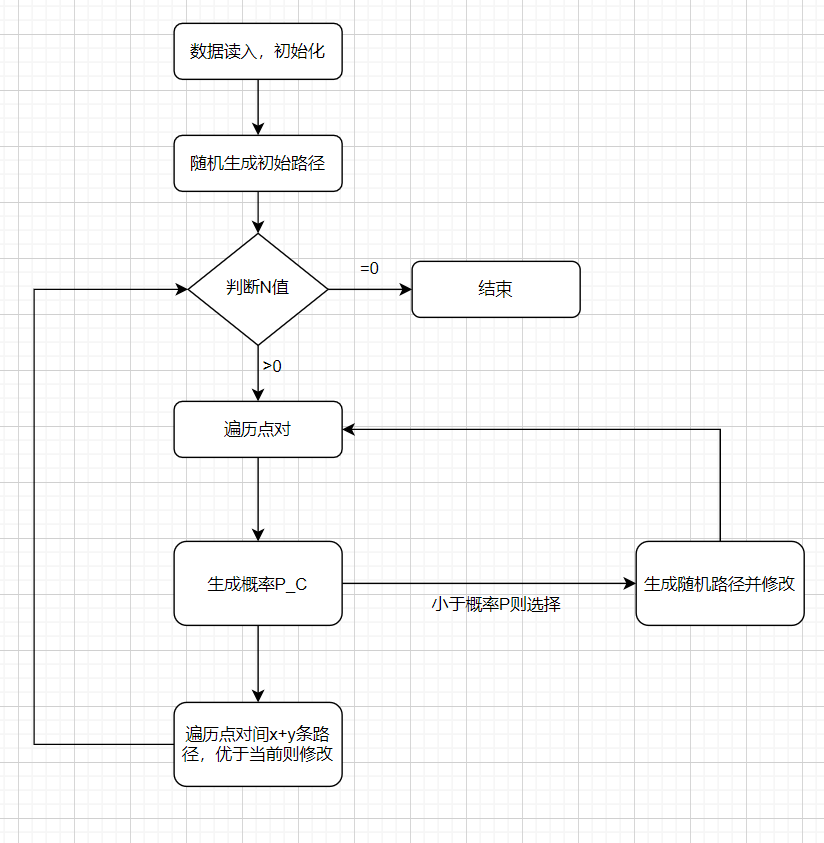 数据读入，初始化
随机生成初始路径
判断N值
=0
结束
>0
遍历点对
生成概率P_C
小于概率P则选择
生成随机路径并修改
遍历点对间x+y条路
径，优于当前则修改